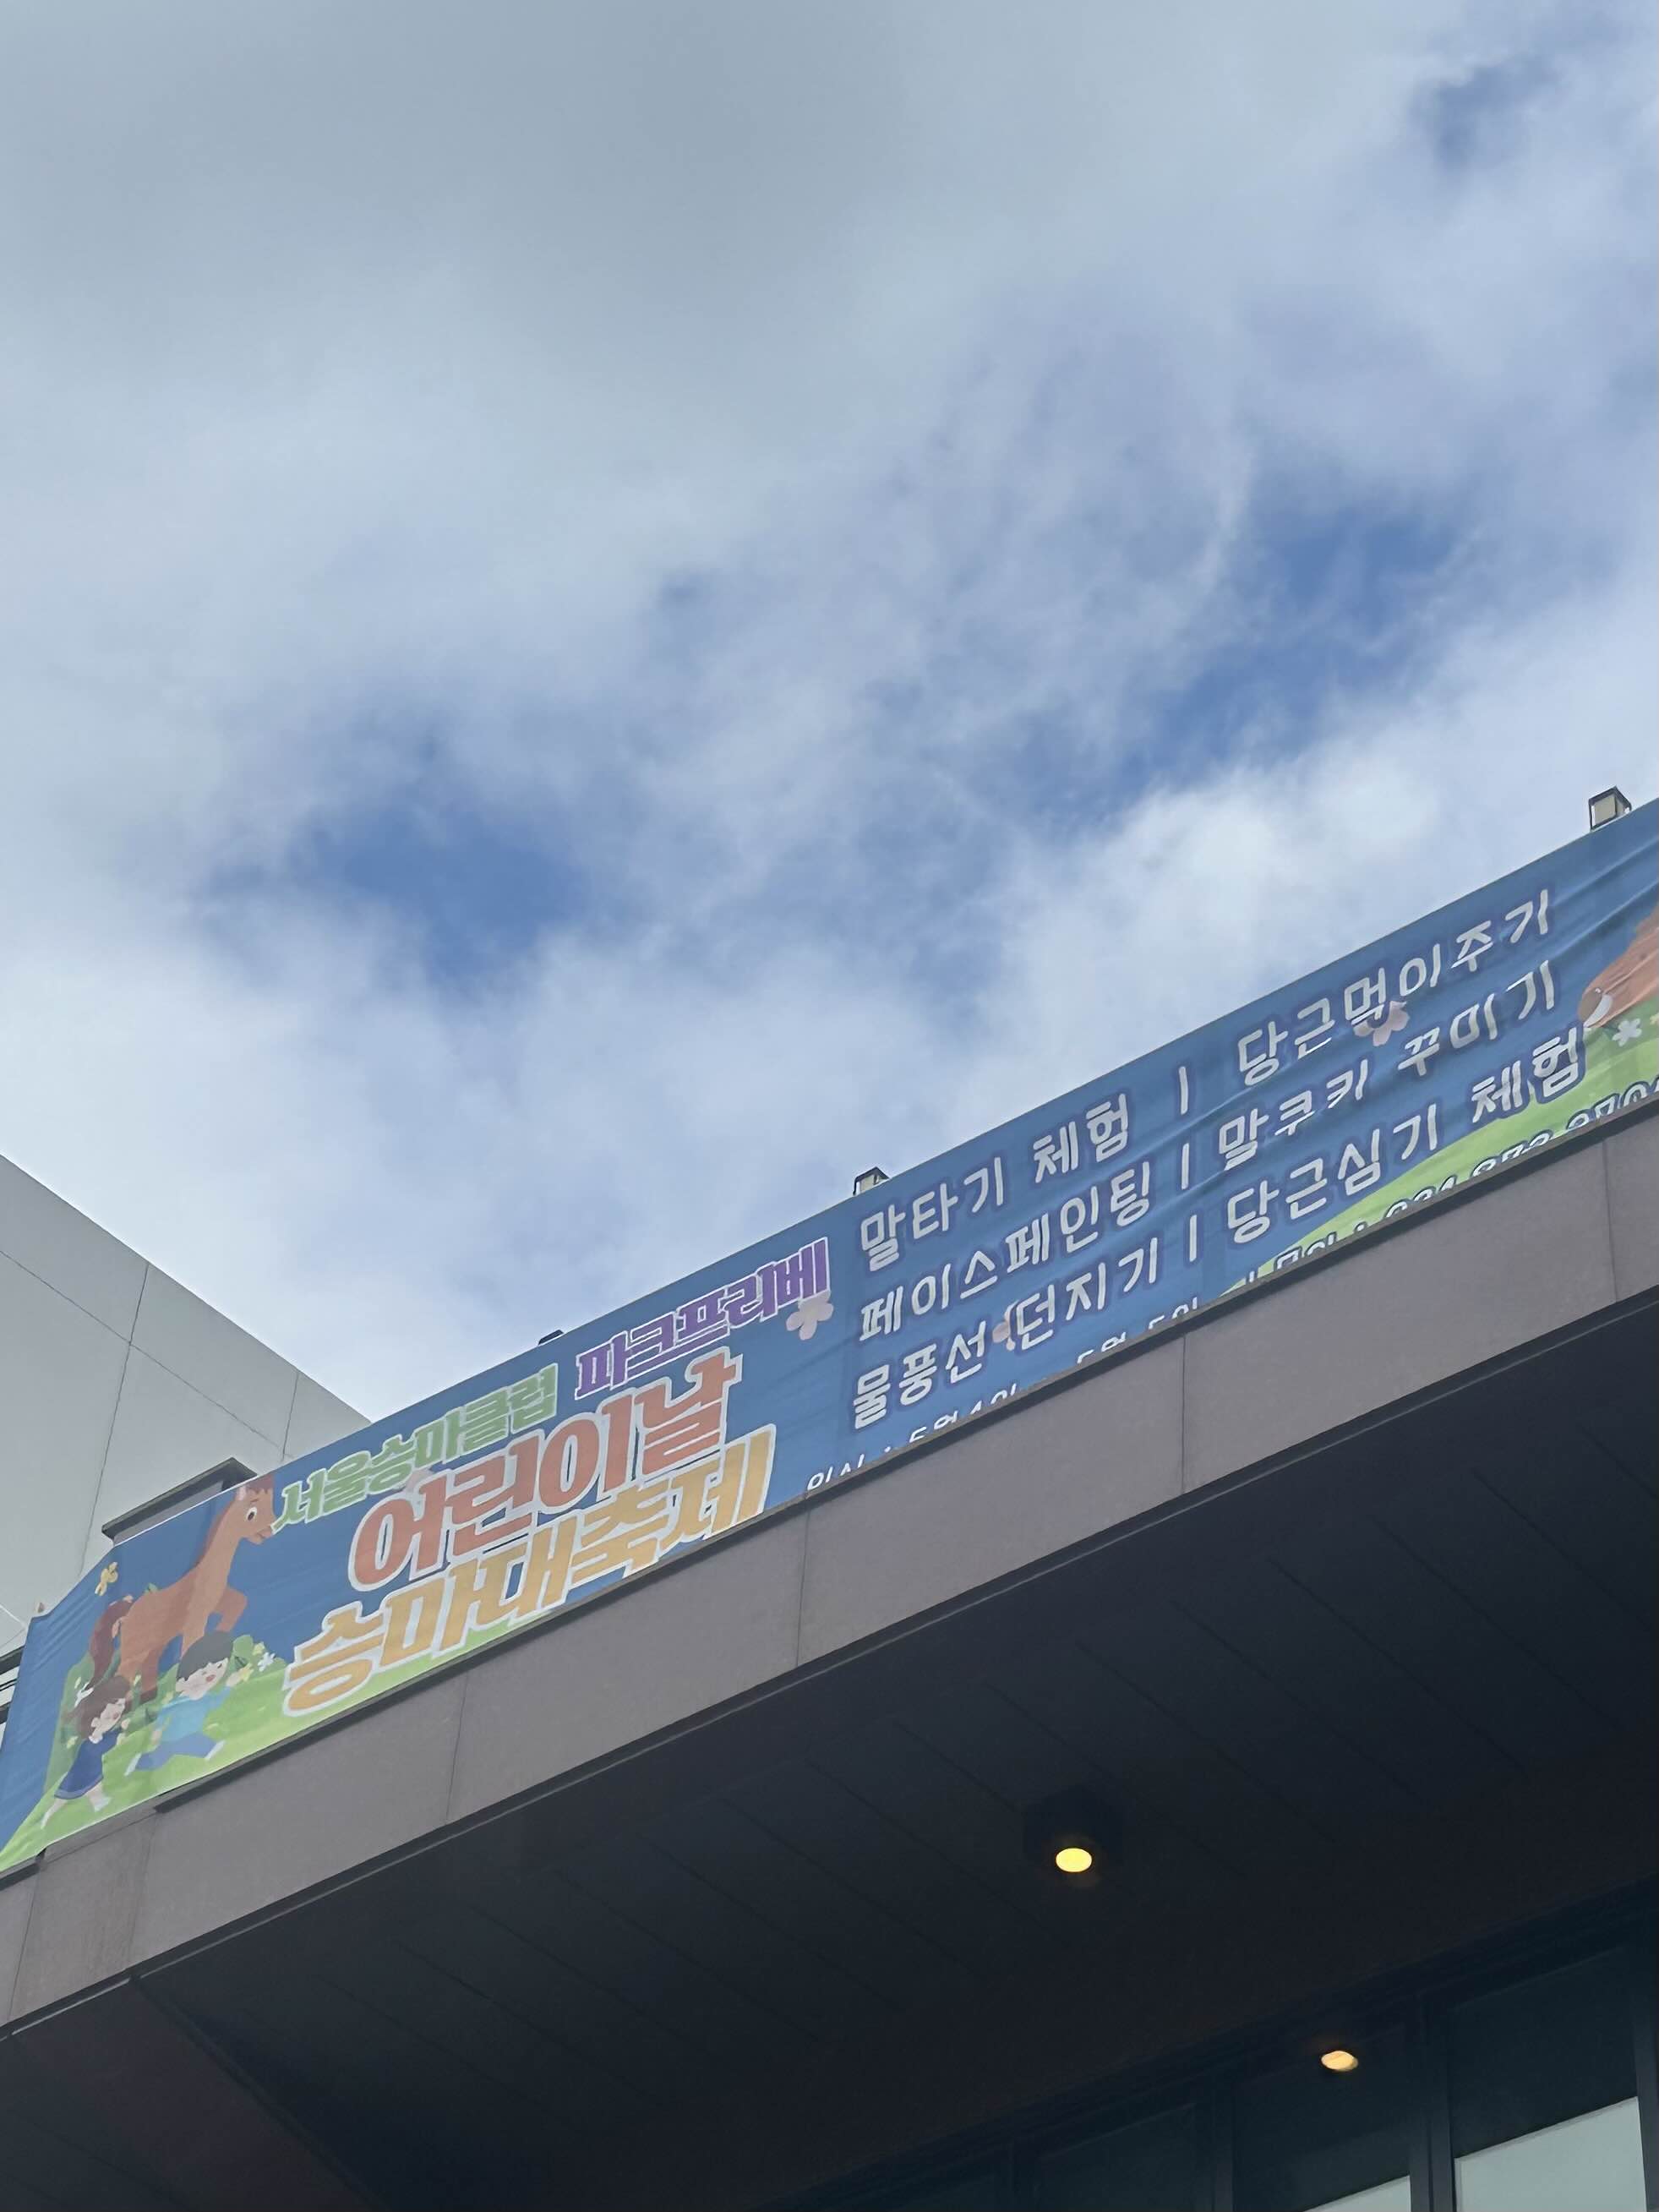 서울승마클럽 파크프리베
어린이날
승마대축제
말타기 체험 | 당근먹이주기
페이스페인팅 | 말쿠키 꾸미기
물풍선 던지기 | 당근심기 체험